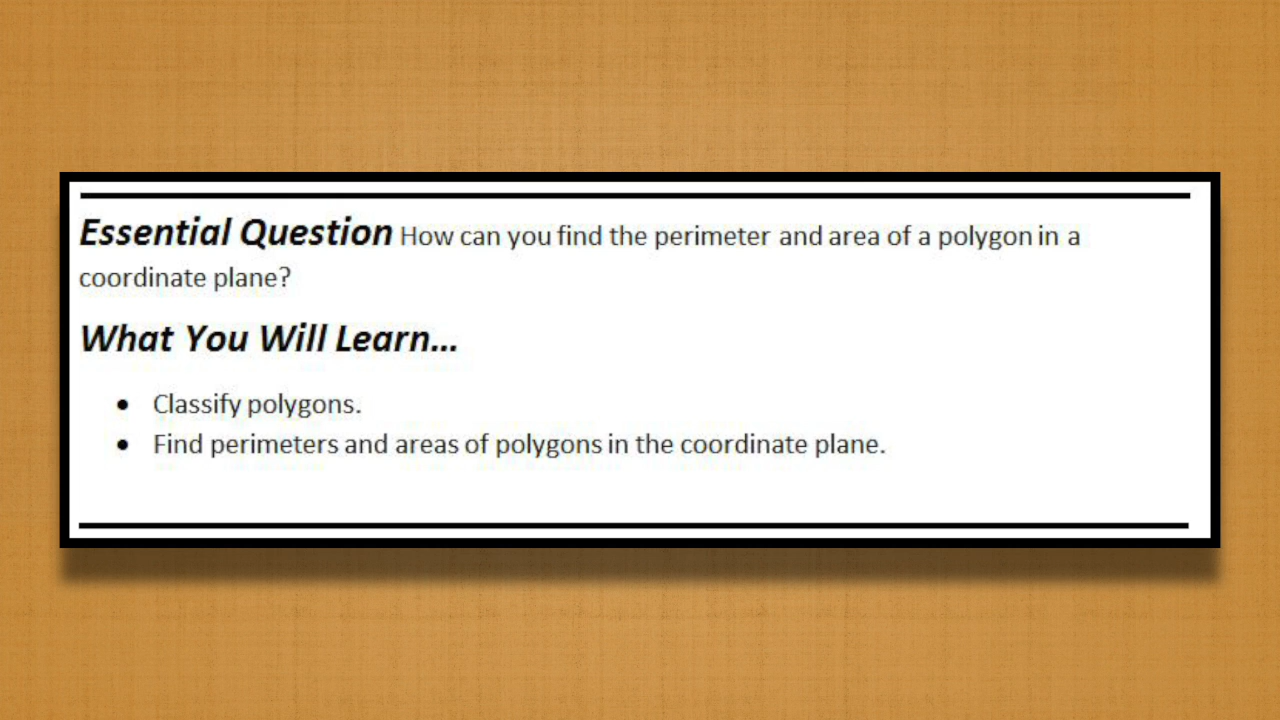 Essential Question How can you find the perimeter and area of a polygon in a
coordinate plane?
What You Will Learn...
• Classify polygons.
• Find perimeters and areas of polygons in the coordinate plane.